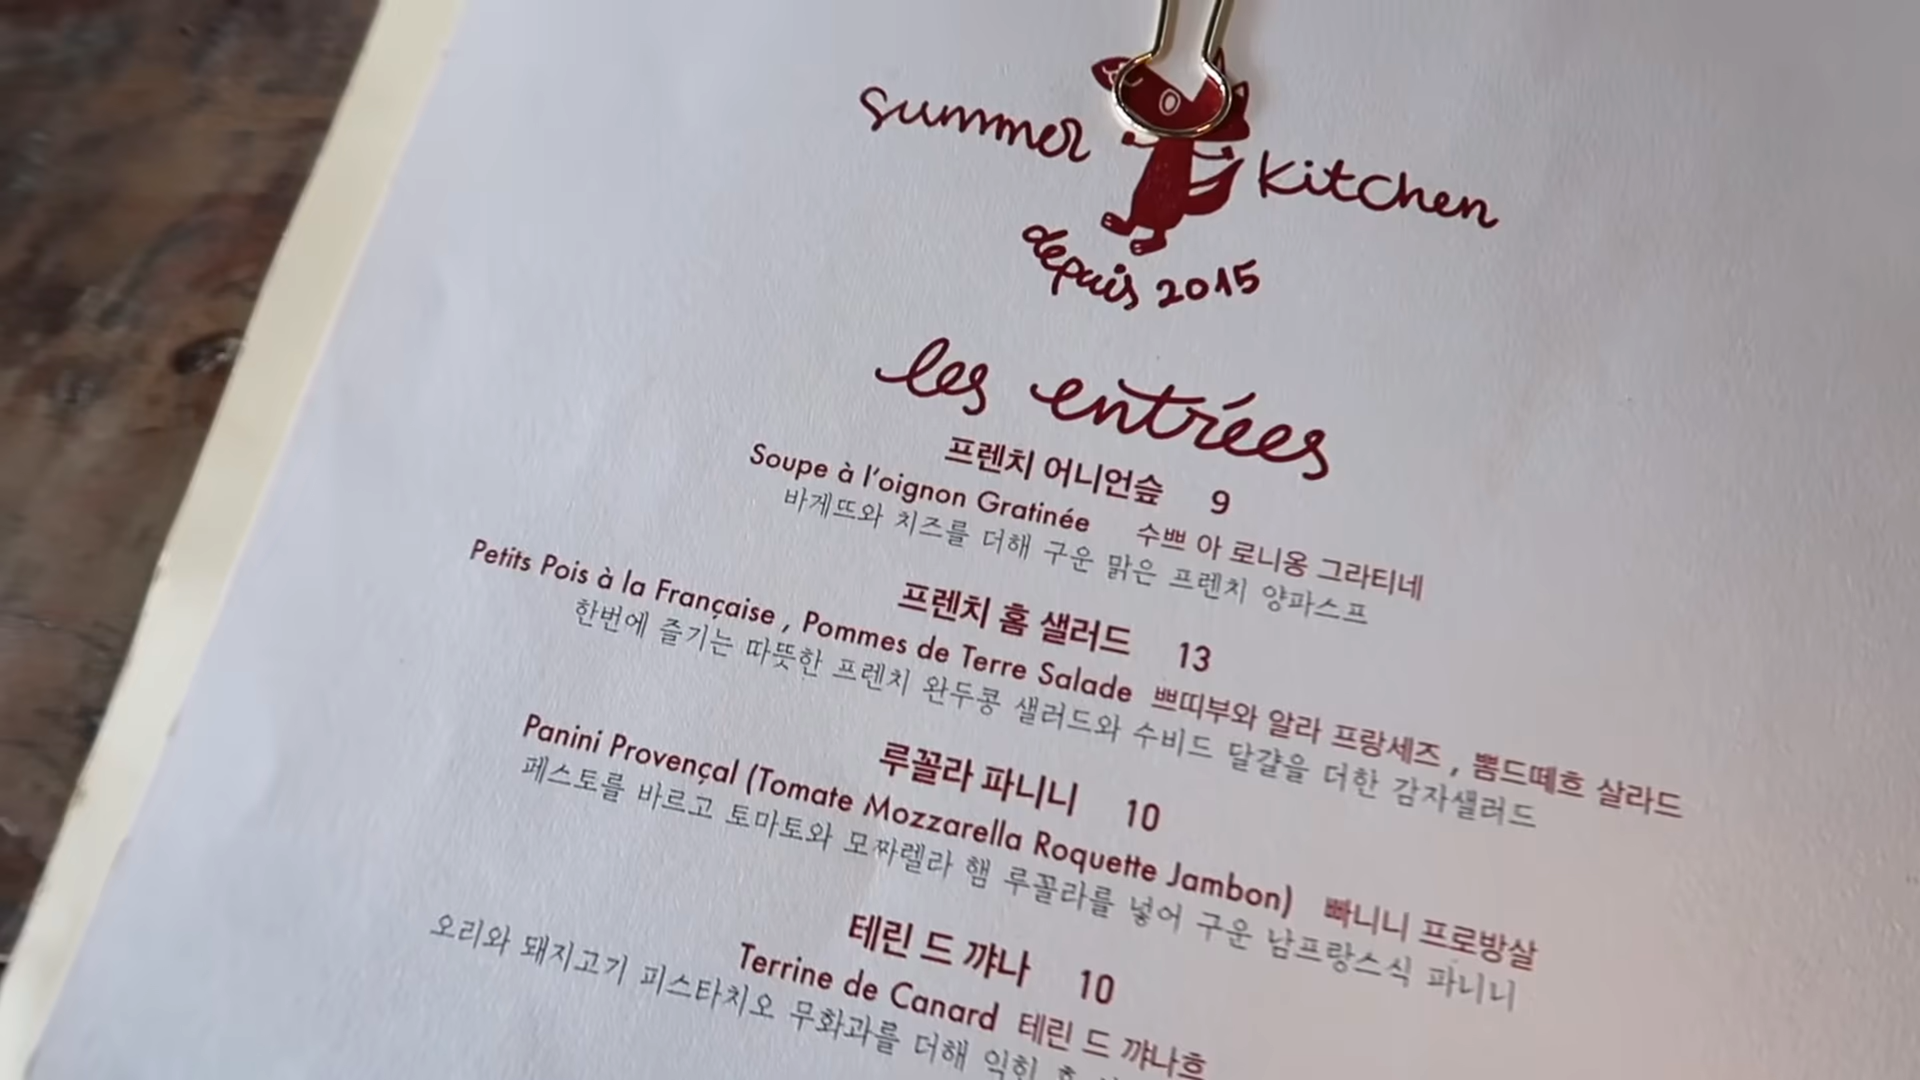 summer kitchen
depuis 2015
les entrées
프렌치 어니언슾 9
Soupe à l'oignon Gratinée 수쁘 아 로니옹 그라티네
바게뜨와 치즈를 더해 구운 맑은 프렌치 양파스프
프렌치 홈 샐러드 13
Petits Pois à la Française , Pommes de Terre Salade 쁘띠부와 알라 프랑세즈 , 뽐드떼흐 살라드
한번에 즐기는 따뜻한 프렌치 완두콩 샐러드와 수비드 달걀을 더한 감자샐러드
루꼴라 파니니 10
Panini Provençal (Tomate Mozzarella Roquette Jambon) 빠니니 프로방살
페스토를 바르고 토마토와 모짜렐라 햄 루꼴라를 넣어 구운 남프랑스식 파니니
테린 드 꺄나 10
Terrine de Canard 테린 드 꺄나흐
오리와 돼지고기 피스타치오 무화과를 더해 익힌